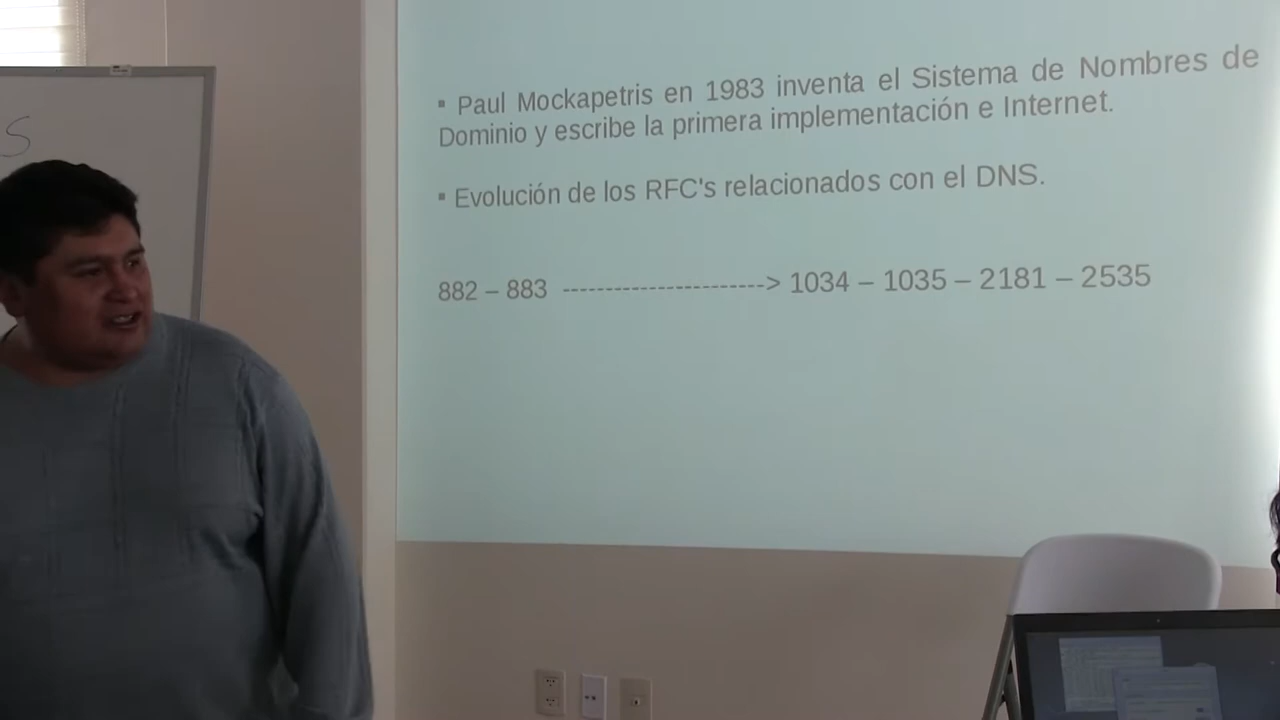 S
▪ Paul Mockapetris en 1983 inventa el Sistema de Nombres de
Dominio y escribe la primera implementación e Internet.
▪ Evolución de los RFC's relacionados con el DNS.
882 – 883 -----------------------> 1034 – 1035 – 2181 – 2535